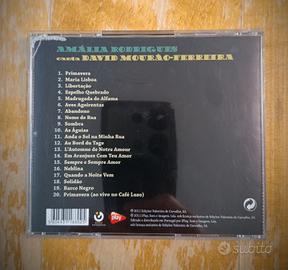 AMÁLIA RODRIGUES
canta DAVID MOURÃO-FERREIRA
1. Primavera
2. Maria Lisboa
3. Libertação
4. Espelho Quebrado
5. Madrugada de Alfama
6. Aves Agoirentas
7. Abandono
8. Nome de Rua
9. Sombra
10. As Águias
11. Anda o Sol na Minha Rua
12. Au Bord du Tage
13. L'Automne de Notre Amour
14. Em Aranjuez Com Teu Amor
15. Sempre e Sempre Amor
16. Neblina
17. Quando a Noite Vem
18. Solidão
19. Barco Negro
20. Primavera (ao vivo no Café Luso)
play
subito